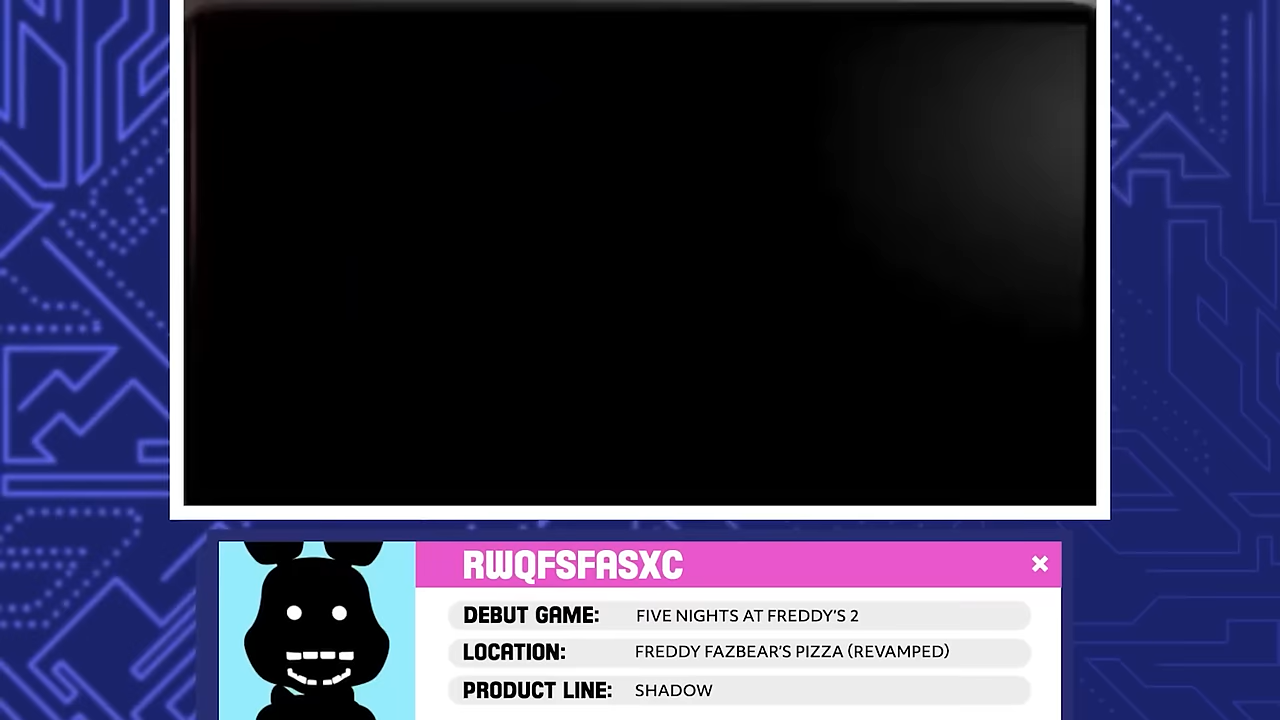 RWQFSFASXC
DEBUT GAME: FIVE NIGHTS AT FREDDY'S 2
LOCATION: FREDDY FAZBEAR'S PIZZA (REVAMPED)
PRODUCT LINE: SHADOW